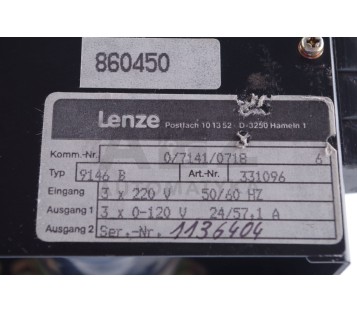 860450
Lenze Postfach 10 13 52 · D-3250 Hameln 1
Komm.-Nr. 0/7141/0718 6
Typ 9146 B Art.-Nr. 331096
Eingang 3 x 220 V 50/60 HZ
Ausgang 1 3 x 0-120 V 24/57.1 A
Ausgang 2 Ser.-Nr. 1136404